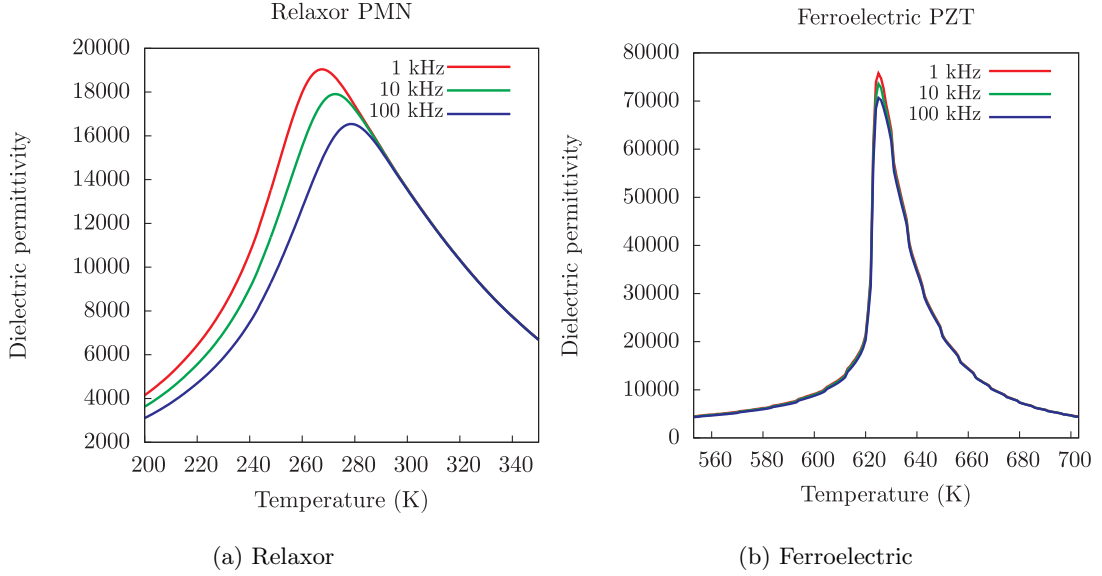 Relaxor PMN
Dielectric permittivity
20000
18000
16000
14000
12000
10000
8000
6000
4000
2000
1 kHz
10 kHz
100 kHz
200 220 240 260 280 300 320 340
Temperature (K)
(a) Relaxor
Ferroelectric PZT
Dielectric permittivity
80000
70000
60000
50000
40000
30000
20000
10000
0
1 kHz
10 kHz
100 kHz
560 580 600 620 640 660 680 700
Temperature (K)
(b) Ferroelectric